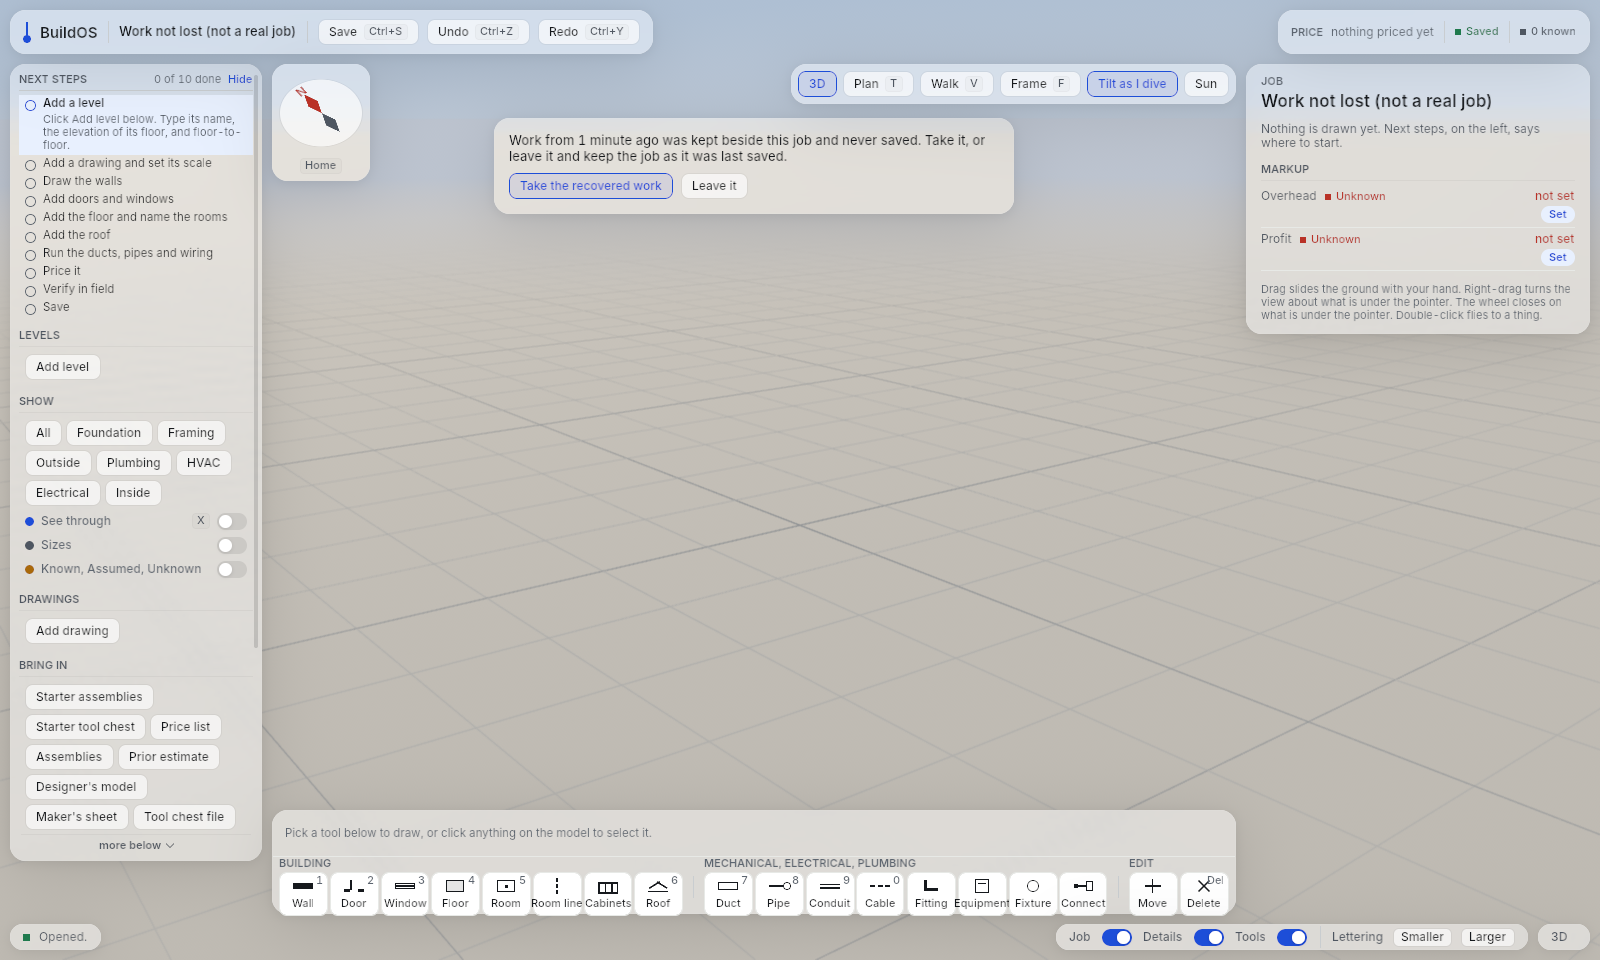 BuildOS
Work not lost (not a real job)
Save Ctrl+S
Undo Ctrl+Z
Redo Ctrl+Y
PRICE nothing priced yet
Saved
0 known
NEXT STEPS 0 of 10 done Hide
Add a level
Click Add level below. Type its name,
the elevation of its floor, and floor-to-
floor.
Add a drawing and set its scale
Draw the walls
Add doors and windows
Add the floor and name the rooms
Add the roof
Run the ducts, pipes and wiring
Price it
Verify in field
Save
LEVELS
Add level
SHOW
All Foundation Framing
Outside Plumbing HVAC
Electrical Inside
See through X
Sizes
Known, Assumed, Unknown
DRAWINGS
Add drawing
BRING IN
Starter assemblies
Starter tool chest Price list
Assemblies Prior estimate
Designer's model
Maker's sheet Tool chest file
more below
N
Home
3D Plan T Walk V Frame F Tilt as I dive Sun
Work from 1 minute ago was kept beside this job and never saved. Take it, or
leave it and keep the job as it was last saved.
Take the recovered work Leave it
JOB
Work not lost (not a real job)
Nothing is drawn yet. Next steps, on the left, says
where to start.
MARKUP
Overhead Unknown not set
Set
Profit Unknown not set
Set
Drag slides the ground with your hand. Right-drag turns the
view about what is under the pointer. The wheel closes on
what is under the pointer. Double-click flies to a thing.
Pick a tool below to draw, or click anything on the model to select it.
BUILDING
1 2 3 4 5 6
Wall Door Window Floor Room Room line Cabinets Roof
MECHANICAL, ELECTRICAL, PLUMBING
7 8 9 0
Duct Pipe Conduit Cable Fitting Equipment Fixture Connect
EDIT
Del
Move Delete
Opened.
Job Details Tools Lettering Smaller Larger
3D